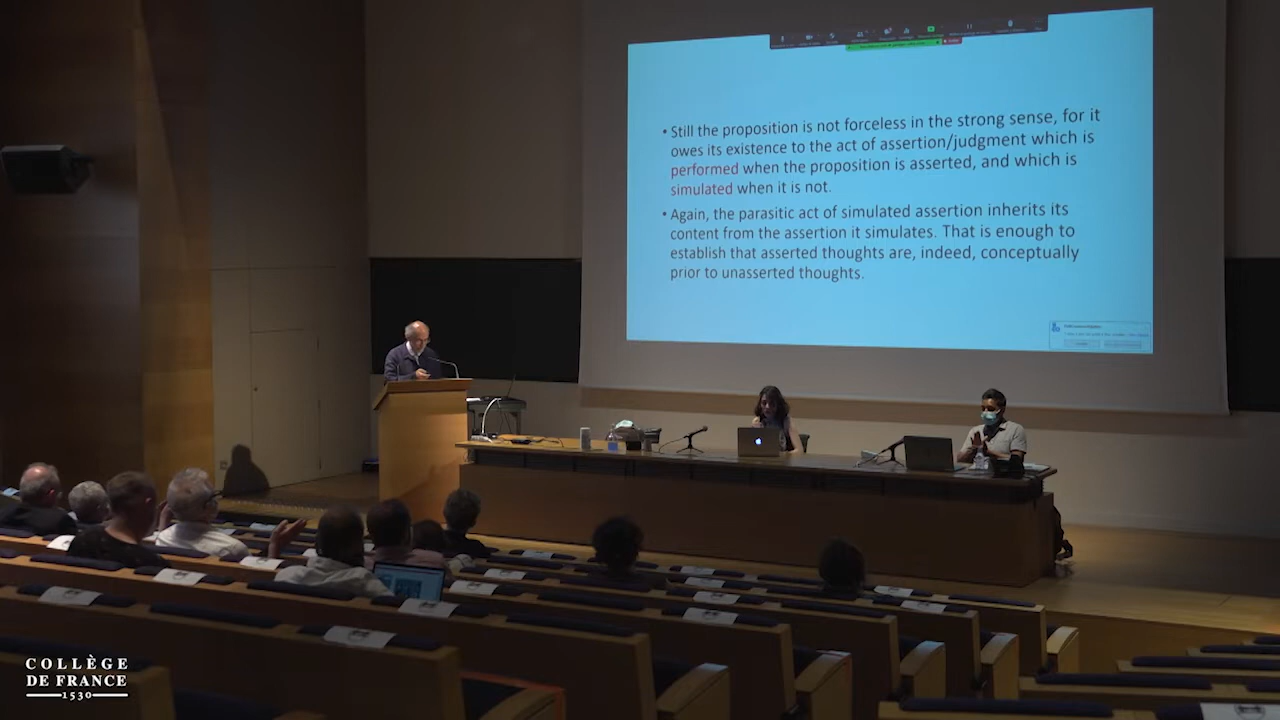 • Still the proposition is not forceless in the strong sense, for it
owes its existence to the act of assertion/judgment which is
performed when the proposition is asserted, and which is
simulated when it is not.
• Again, the parasitic act of simulated assertion inherits its
content from the assertion it simulates. That is enough to
establish that asserted thoughts are, indeed, conceptually
prior to unasserted thoughts.
COLLÈGE
DE FRANCE
1530